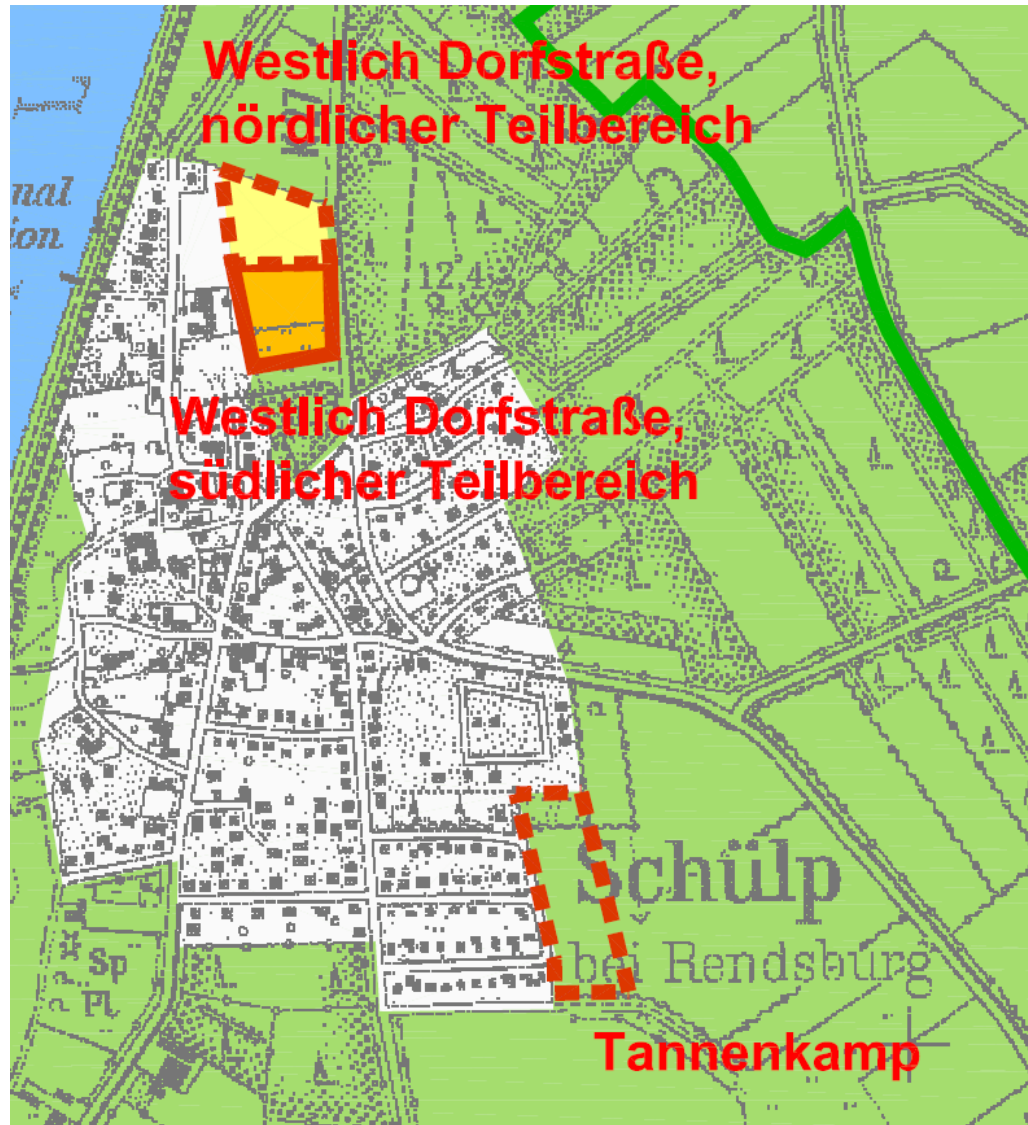 Westlich Dorfstraße,
nördlicher Teilbereich
nal
ion
12,4
Westlich Dorfstraße,
südlicher Teilbereich
Schülp
bei Rendsburg
Sp
Pl.
Tannenkamp